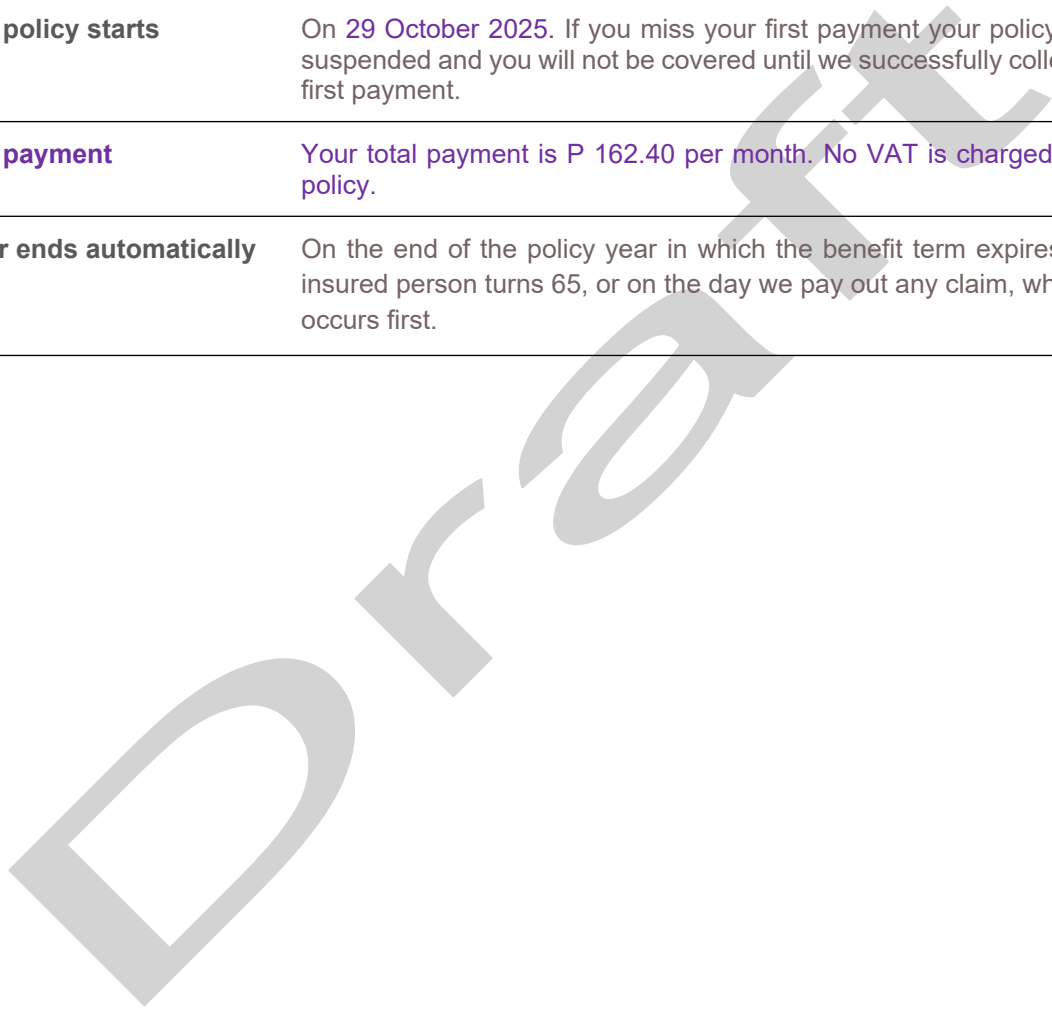 policy starts On 29 October 2025. If you miss your first payment your policy
suspended and you will not be covered until we successfully colle
first payment.
payment Your total payment is P 162.40 per month. No VAT is charged
policy.
r ends automatically On the end of the policy year in which the benefit term expires
insured person turns 65, or on the day we pay out any claim, wh
occurs first.
Draft